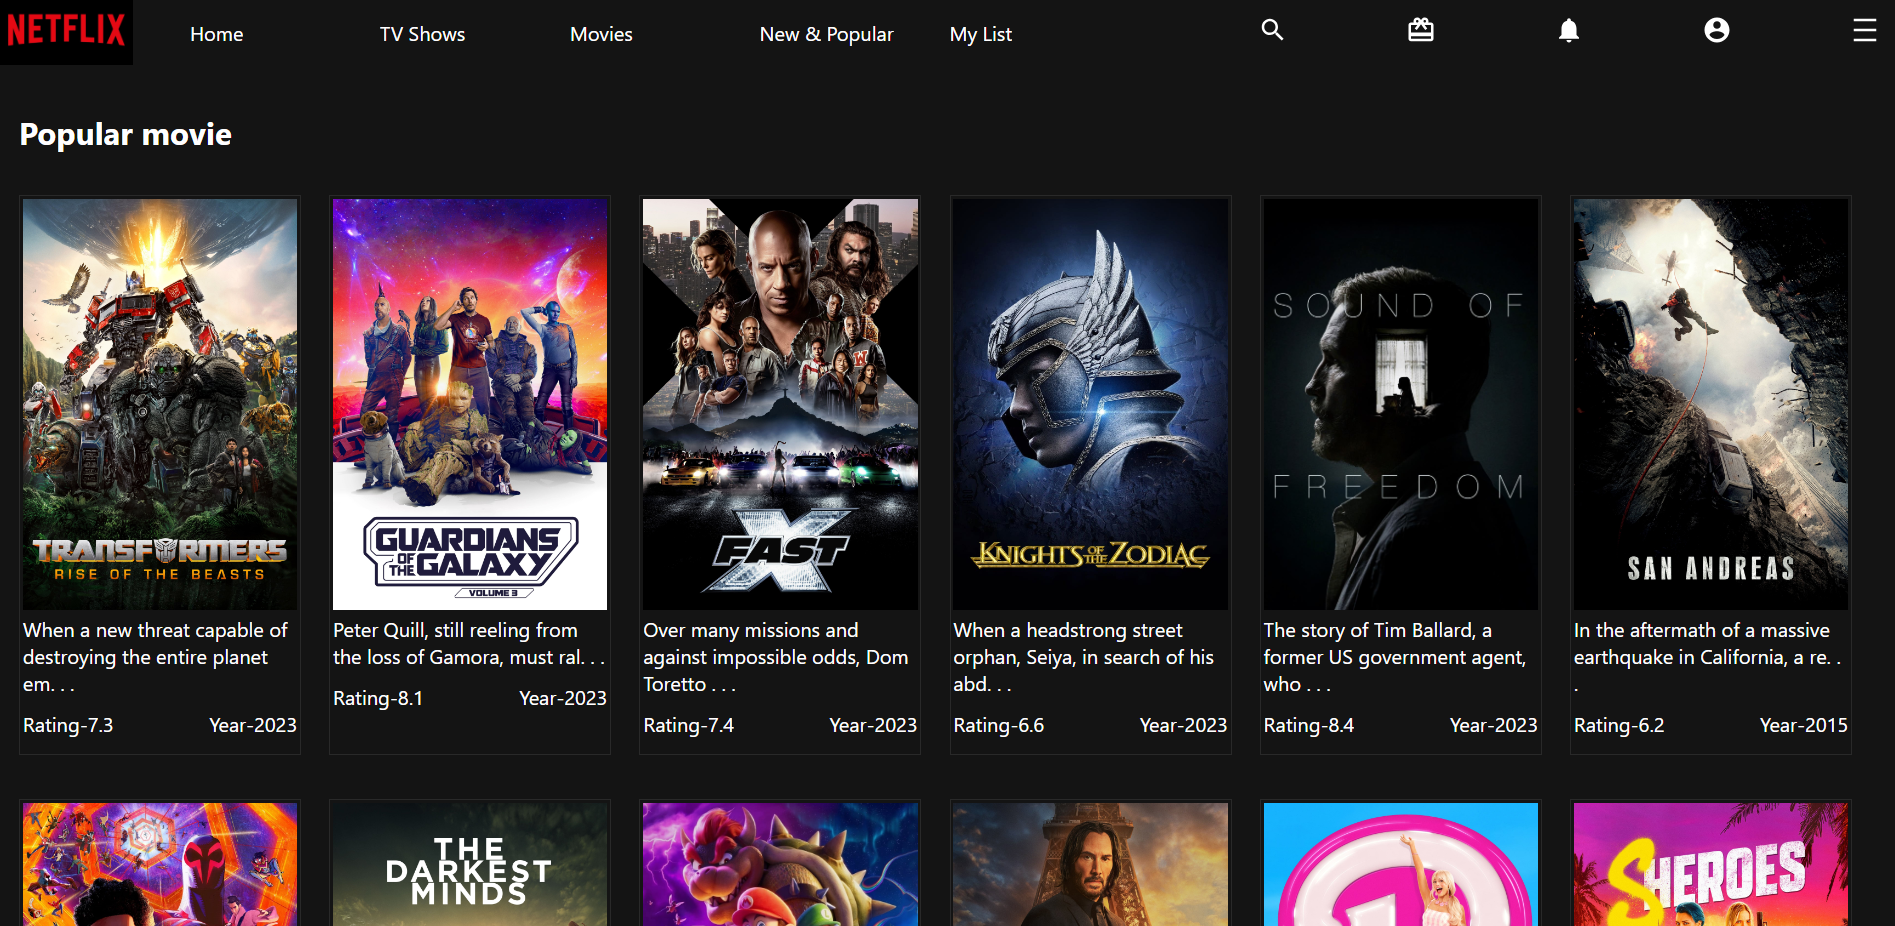 NETFLIX
Home
TV Shows
Movies
New & Popular
My List
Popular movie
TRANSFORMERS
RISE OF THE BEASTS
GUARDIANS
OF THE GALAXY
VOLUME 3
FAST
X
KNIGHTS OF THE ZODIAC
SOUND OF
FREEDOM
SAN ANDREAS
When a new threat capable of
destroying the entire planet
em. . .
Rating-7.3 Year-2023
Peter Quill, still reeling from
the loss of Gamora, must ral. . .
Rating-8.1 Year-2023
Over many missions and
against impossible odds, Dom
Toretto . . .
Rating-7.4 Year-2023
When a headstrong street
orphan, Seiya, in search of his
abd. . .
Rating-6.6 Year-2023
The story of Tim Ballard, a
former US government agent,
who . . .
Rating-8.4 Year-2023
In the aftermath of a massive
earthquake in California, a re. .
.
Rating-6.2 Year-2015
THE
DARKEST
MINDS
SHEROES